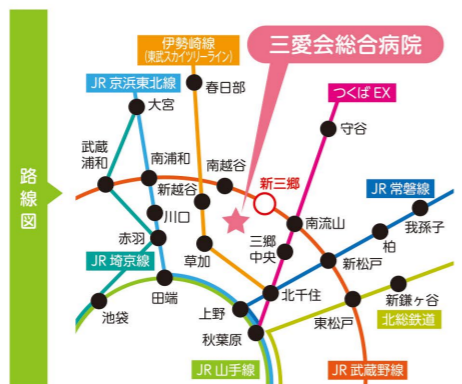 路線図
伊勢崎線
(東武スカイツリーライン)
三愛会総合病院
JR 京浜東北線
春日部
つくば EX
大宮
守谷
武蔵
浦和
南浦和
南越谷
新越谷
新三郷
JR 常磐線
川口
南流山
我孫子
赤羽
三郷
中央
柏
JR 埼京線
草加
新松戸
田端
北千住
新鎌ヶ谷
池袋
上野
東松戸
北総鉄道
秋葉原
JR 山手線
JR 武蔵野線